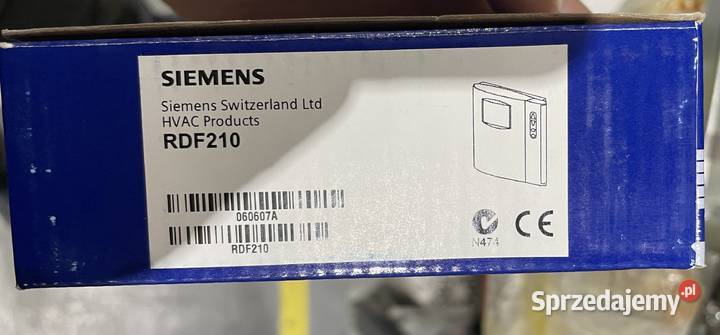 SIEMENS
Siemens Switzerland Ltd
HVAC Products
RDF210
060607A
RDF210
N474
CE
Sprzedajemy.pl